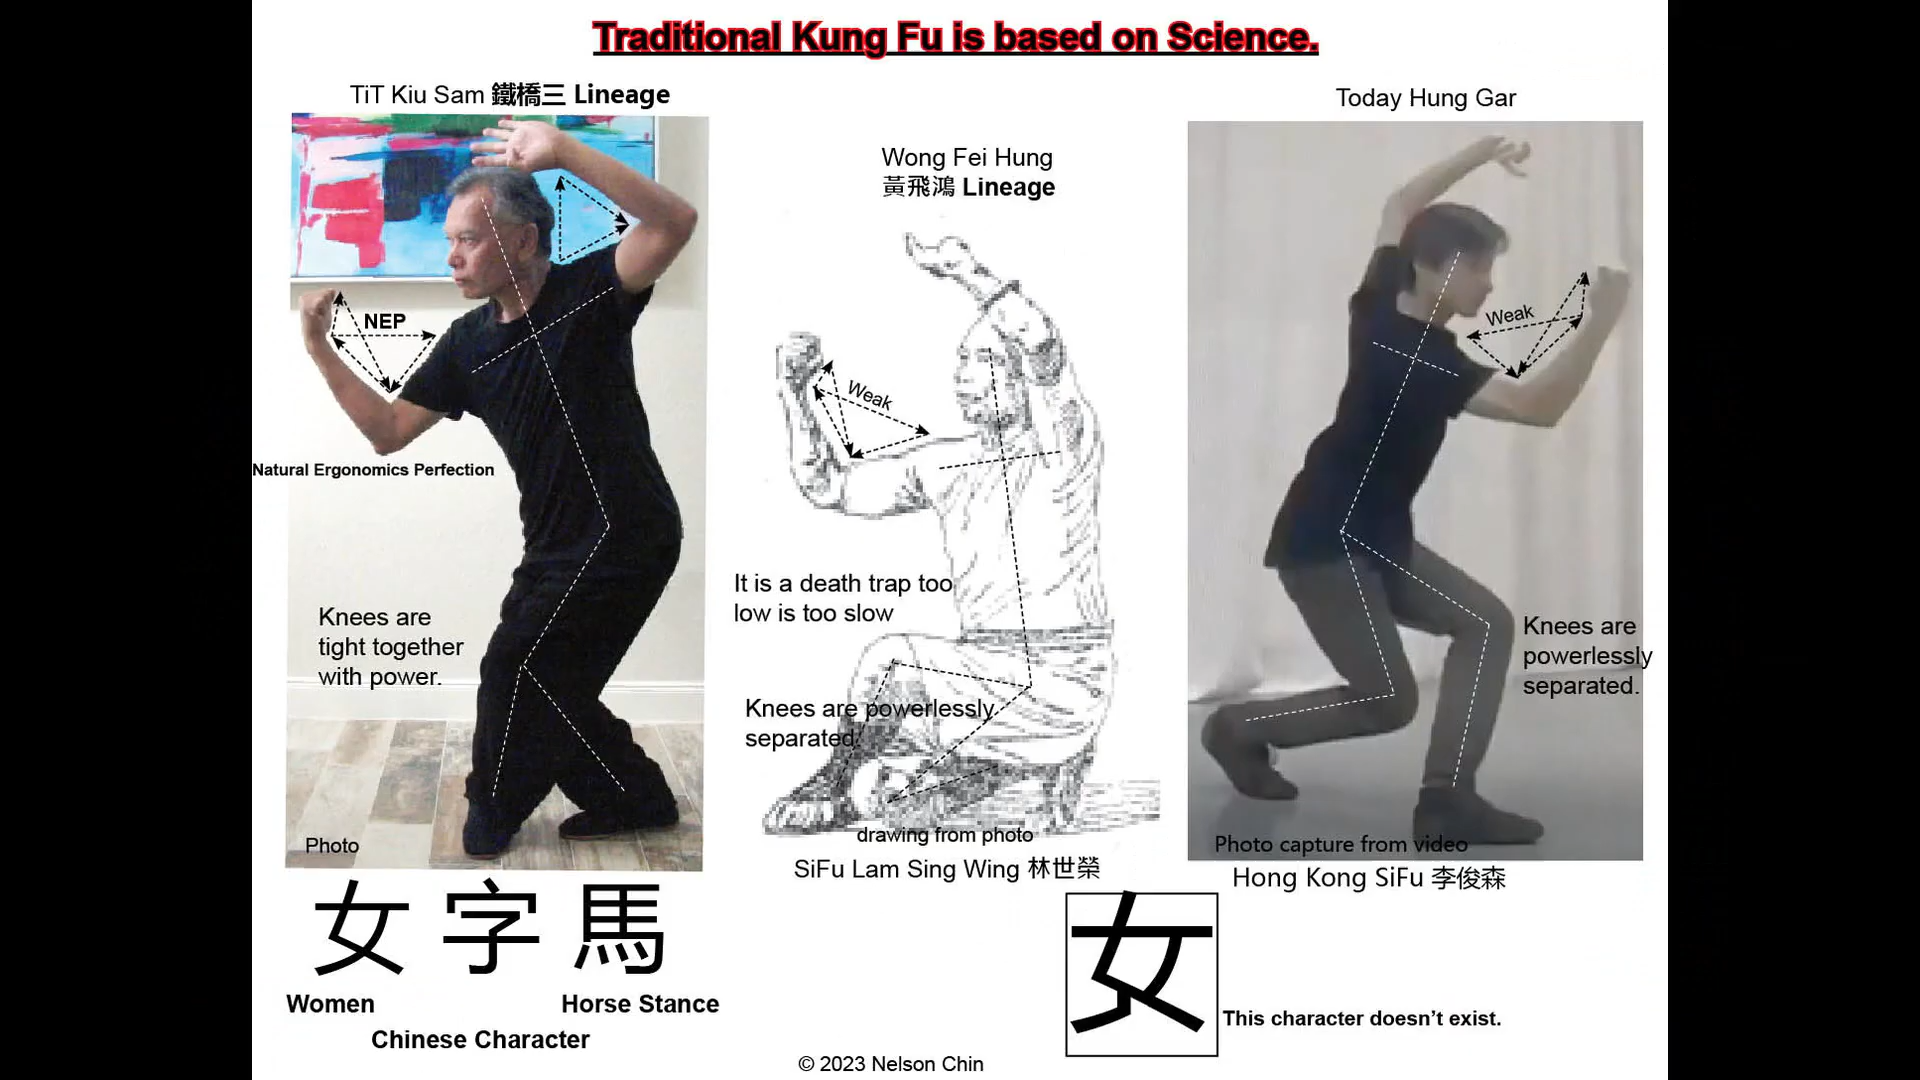 Traditional Kung Fu is based on Science.
TiT Kiu Sam 鐵橋三 Lineage
Today Hung Gar
Wong Fei Hung
黃飛鴻 Lineage
NEP
Weak
Weak
Natural Ergonomics Perfection
It is a death trap too
low is too slow
Knees are
tight together
with power.
Knees are
powerlessly
separated.
Knees are powerlessly
separated.
Photo
drawing from photo
Photo capture from video
SiFu Lam Sing Wing 林世榮
Hong Kong SiFu 李俊森
女字馬
Women
Horse Stance
Chinese Character
This character doesn’t exist.
© 2023 Nelson Chin